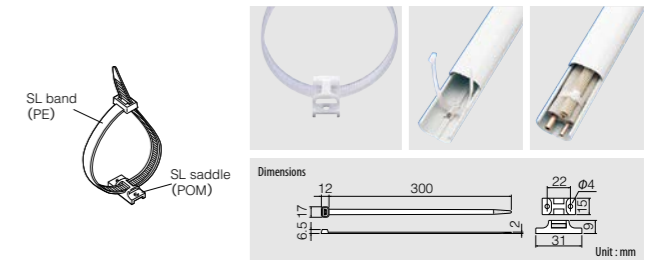 SL band
(PE)
SL saddle
(POM)
Dimensions
12
300
17
6.5
2
22
Φ4
15
9
31
Unit : mm